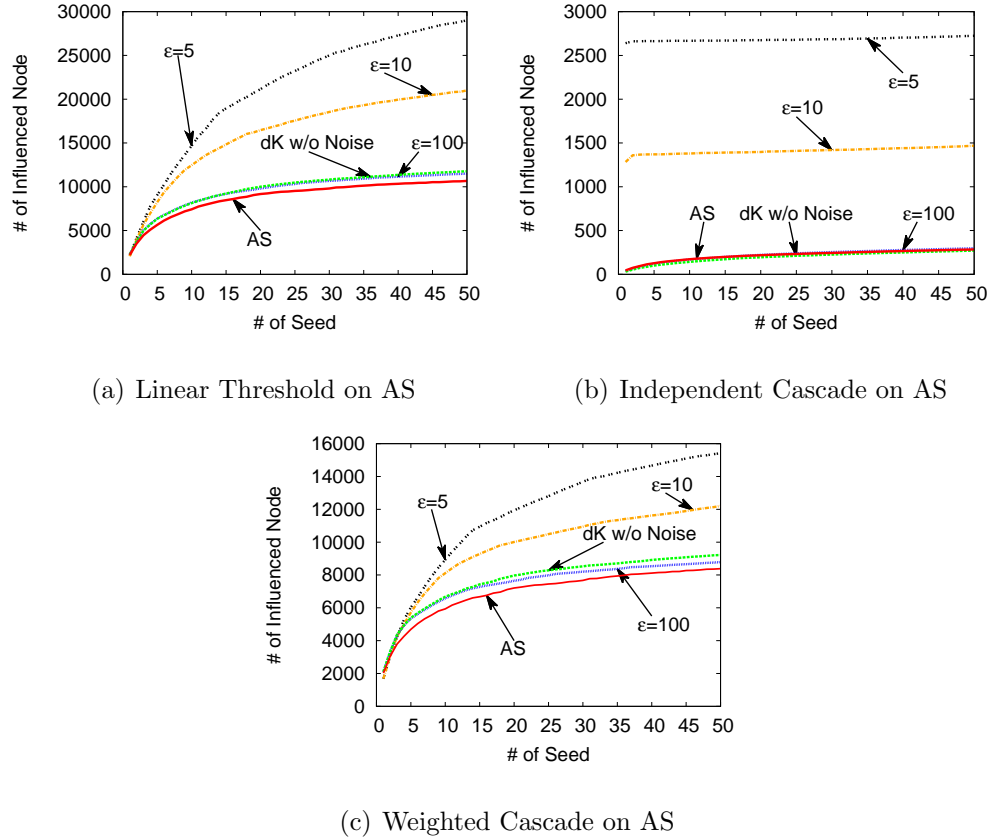 30000
25000
20000
15000
10000
5000
0
# of Influenced Node
ε=5
ε=10
dK w/o Noise
ε=100
AS
0 5 10 15 20 25 30 35 40 45 50
# of Seed
(a) Linear Threshold on AS
3000
2500
2000
1500
1000
500
0
# of Influenced Node
ε=5
ε=10
AS
dK w/o Noise
ε=100
0 5 10 15 20 25 30 35 40 45 50
# of Seed
(b) Independent Cascade on AS
16000
14000
12000
10000
8000
6000
4000
2000
0
# of Influenced Node
ε=5
ε=10
dK w/o Noise
ε=100
AS
0 5 10 15 20 25 30 35 40 45 50
# of Seed
(c) Weighted Cascade on AS